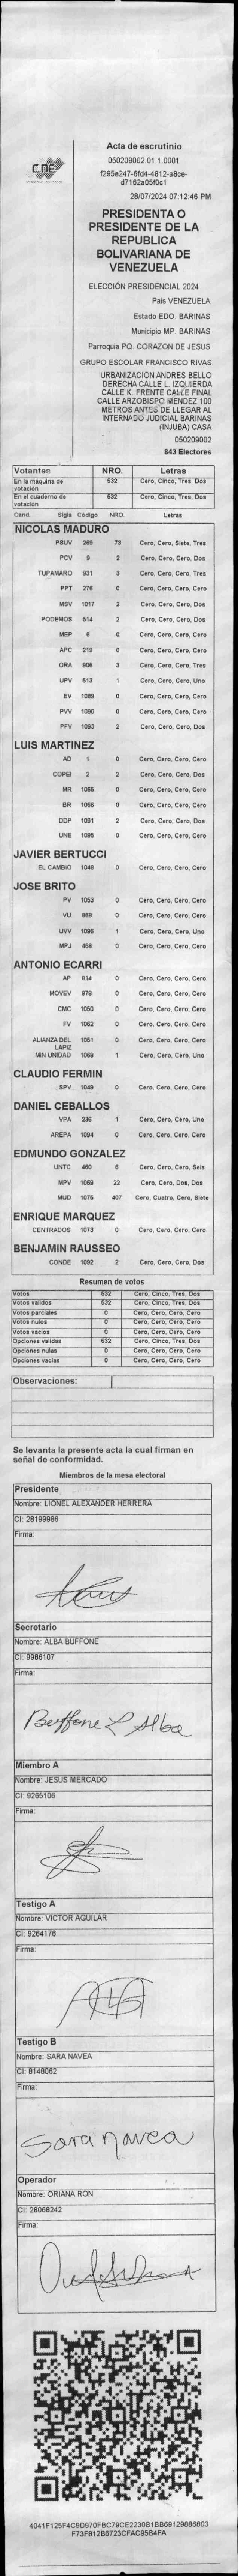 CNE
Acta de escrutinio
050209002.01.1.0001
f295e247-6fd4-4812-a8ce-
d7162a05f0c1
28/07/2024 07:12:46 PM
PRESIDENTA O
PRESIDENTE DE LA
REPUBLICA
BOLIVARIANA DE
VENEZUELA
ELECCIÓN PRESIDENCIAL 2024
Pais VENEZUELA
Estado EDO. BARINAS
Municipio MP. BARINAS
Parroquia PQ. CORAZON DE JESUS
GRUPO ESCOLAR FRANCISCO RIVAS
URBANIZACION ANDRES BELLO
DERECHA CALLE L. IZQUIERDA
CALLE K. FRENTE CALLE FINAL
CALLE ARZOBISPO MENDEZ 100
METROS ANTES DE LLEGAR AL
INTERNADO JUDICIAL BARINAS
(INJUBA) CASA
050209002
843 Electores
Votantes NRO. Letras
En la máquina de votación 532 Cero, Cinco, Tres, Dos
En el cuaderno de votación 532 Cero, Cinco, Tres, Dos
Cand. Sigla Código NRO. Letras
NICOLAS MADURO
PSUV 269 73 Cero, Cero, Siete, Tres
PCV 9 2 Cero, Cero, Cero, Dos
TUPAMARO 931 3 Cero, Cero, Cero, Tres
PPT 276 0 Cero, Cero, Cero, Cero
MSV 1017 2 Cero, Cero, Cero, Dos
PODEMOS 514 2 Cero, Cero, Cero, Dos
MEP 6 0 Cero, Cero, Cero, Cero
APC 218 0 Cero, Cero, Cero, Cero
ORA 906 3 Cero, Cero, Cero, Tres
UPV 513 1 Cero, Cero, Cero, Uno
EV 1089 0 Cero, Cero, Cero, Cero
PVV 1090 0 Cero, Cero, Cero, Cero
PFV 1093 2 Cero, Cero, Cero, Dos
LUIS MARTINEZ
AD 1 0 Cero, Cero, Cero, Cero
COPEI 2 2 Cero, Cero, Cero, Dos
MR 1065 0 Cero, Cero, Cero, Cero
BR 1066 0 Cero, Cero, Cero, Cero
DDP 1091 2 Cero, Cero, Cero, Dos
UNE 1095 0 Cero, Cero, Cero, Cero
JAVIER BERTUCCI
EL CAMBIO 1048 0 Cero, Cero, Cero, Cero
JOSE BRITO
PV 1053 0 Cero, Cero, Cero, Cero
VU 868 0 Cero, Cero, Cero, Cero
UVV 1096 1 Cero, Cero, Cero, Uno
MPJ 458 0 Cero, Cero, Cero, Cero
ANTONIO ECARRI
AP 814 0 Cero, Cero, Cero, Cero
MOVEV 979 0 Cero, Cero, Cero, Cero
CMC 1050 0 Cero, Cero, Cero, Cero
FV 1062 0 Cero, Cero, Cero, Cero
ALIANZA DEL LAPIZ 1051 0 Cero, Cero, Cero, Cero
MIN UNIDAD 1068 1 Cero, Cero, Cero, Uno
CLAUDIO FERMIN
SPV 1049 0 Cero, Cero, Cero, Cero
DANIEL CEBALLOS
VPA 236 1 Cero, Cero, Cero, Uno
AREPA 1094 0 Cero, Cero, Cero, Cero
EDMUNDO GONZALEZ
UNTC 460 6 Cero, Cero, Cero, Seis
MPV 1069 22 Cero, Cero, Dos, Dos
MUD 1076 407 Cero, Cuatro, Cero, Siete
ENRIQUE MARQUEZ
CENTRADOS 1073 0 Cero, Cero, Cero, Cero
BENJAMIN RAUSSEO
CONDE 1092 2 Cero, Cero, Cero, Dos
Resumen de votos
Votos 532 Cero, Cinco, Tres, Dos
Votos validos 532 Cero, Cinco, Tres, Dos
Votos parciales 0 Cero, Cero, Cero, Cero
Votos nulos 0 Cero, Cero, Cero, Cero
Votos vacíos 0 Cero, Cero, Cero, Cero
Opciones validas 532 Cero, Cinco, Tres, Dos
Opciones nulas 0 Cero, Cero, Cero, Cero
Opciones vacias 0 Cero, Cero, Cero, Cero
Observaciones:
Se levanta la presente acta la cual firman en
señal de conformidad.
Miembros de la mesa electoral
Presidente
Nombre: LIONEL ALEXANDER HERRERA
CI: 28199986
Firma:
Secretario
Nombre: ALBA BUFFONE
CI: 9986107
Firma:
Buffone L Alba
Miembro A
Nombre: JESUS MERCADO
CI: 9265106
Firma:
Testigo A
Nombre: VICTOR AGUILAR
CI: 9264176
Firma:
Testigo B
Nombre: SARA NAVEA
CI: 8148062
Firma:
Sara navea
Operador
Nombre: ORIANA RON
CI: 28068242
Firma:
4041F125F4C9D970FBC79CE2230B1BB69129886803
F73F812B6723CFAC95B4FA